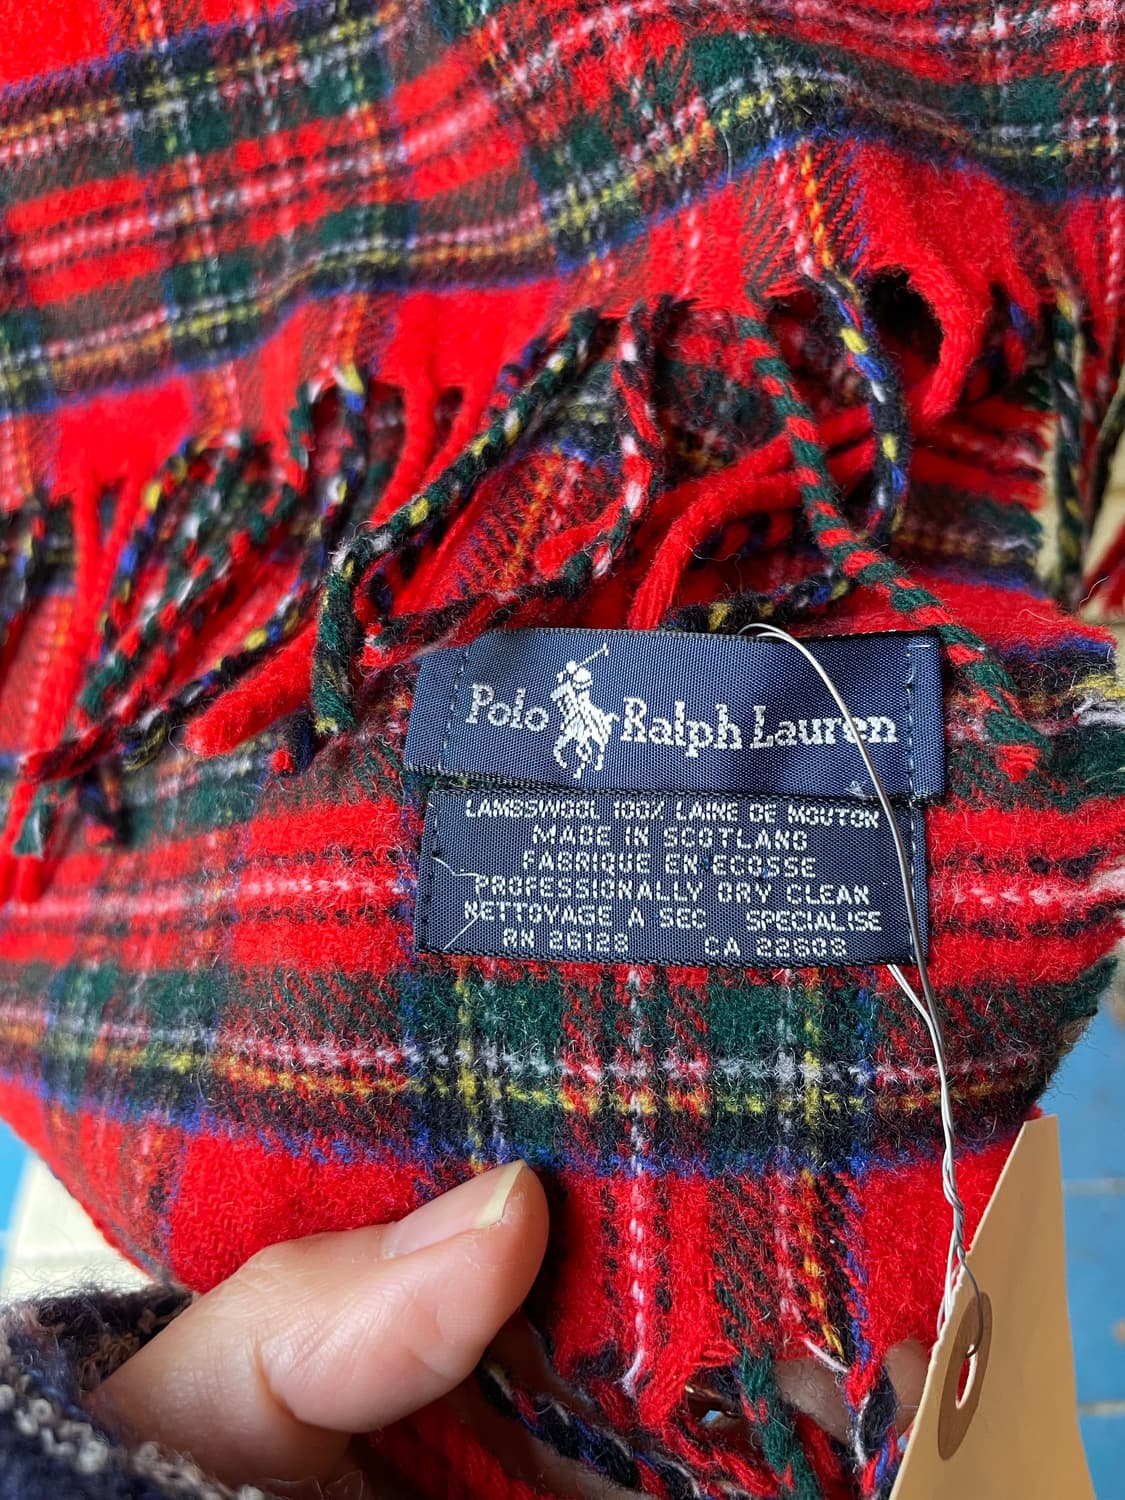 Polo Ralph Lauren
LAMBSWOOL 100% LAINE DE MOUTON
MADE IN SCOTLAND
FABRIQUE EN ECOSSE
PROFESSIONALLY DRY CLEAN
NETTOYAGE A SEC SPECIALISE
RN 26128 CA 22608